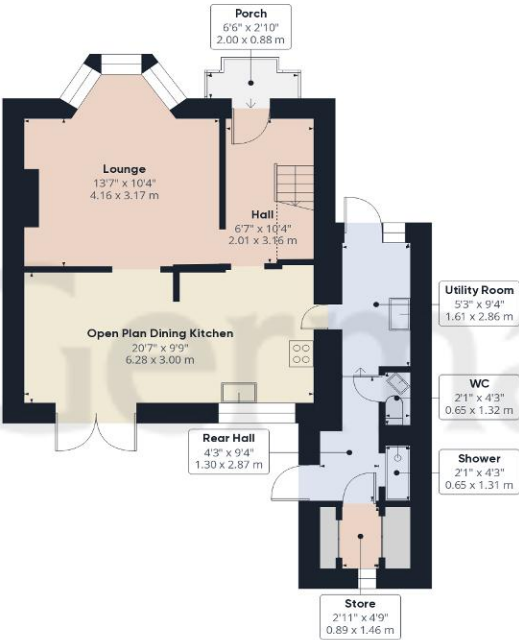 Porch
6'6" x 2'10"
2.00 x 0.88 m
Lounge
13'7" x 10'4"
4.16 x 3.17 m
Hall
6'7" x 10'4"
2.01 x 3.16 m
Utility Room
5'3" x 9'4"
1.61 x 2.86 m
Open Plan Dining Kitchen
20'7" x 9'9"
6.28 x 3.00 m
WC
2'1" x 4'3"
0.65 x 1.32 m
Rear Hall
4'3" x 9'4"
1.30 x 2.87 m
Shower
2'1" x 4'3"
0.65 x 1.31 m
Store
2'11" x 4'9"
0.89 x 1.46 m